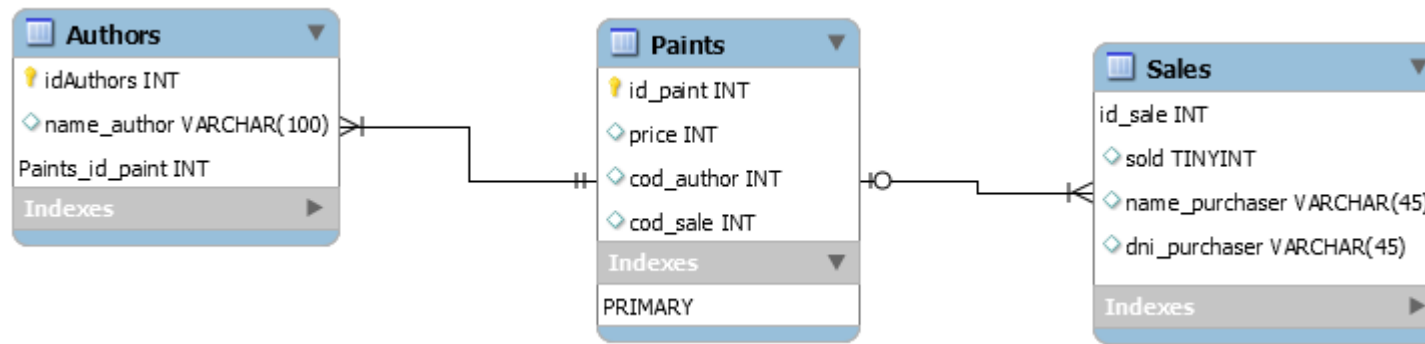 Authors
idAuthors INT
name_author VARCHAR(100)
Paints_id_paint INT
Indexes
Paints
id_paint INT
price INT
cod_author INT
cod_sale INT
Indexes
PRIMARY
Sales
id_sale INT
sold TINYINT
name_purchaser VARCHAR(45)
dni_purchaser VARCHAR(45)
Indexes